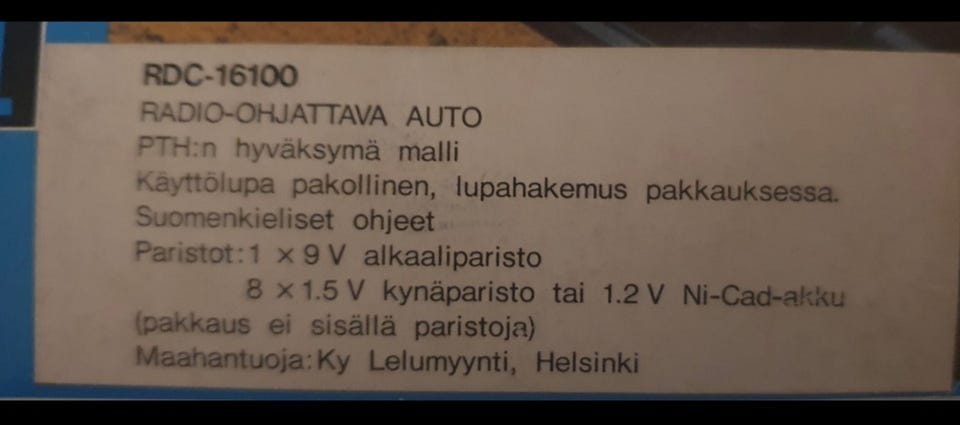 RDC-16100
RADIO-OHJATTAVA AUTO
PTH:n hyväksymä malli
Käyttölupa pakollinen, lupahakemus pakkauksessa.
Suomenkieliset ohjeet
Paristot: 1 × 9 V alkaaliparisto
8 × 1.5 V kynäparisto tai 1.2 V Ni-Cad-akku
(pakkaus ei sisällä paristoja)
Maahantuoja: Ky Lelumyynti, Helsinki